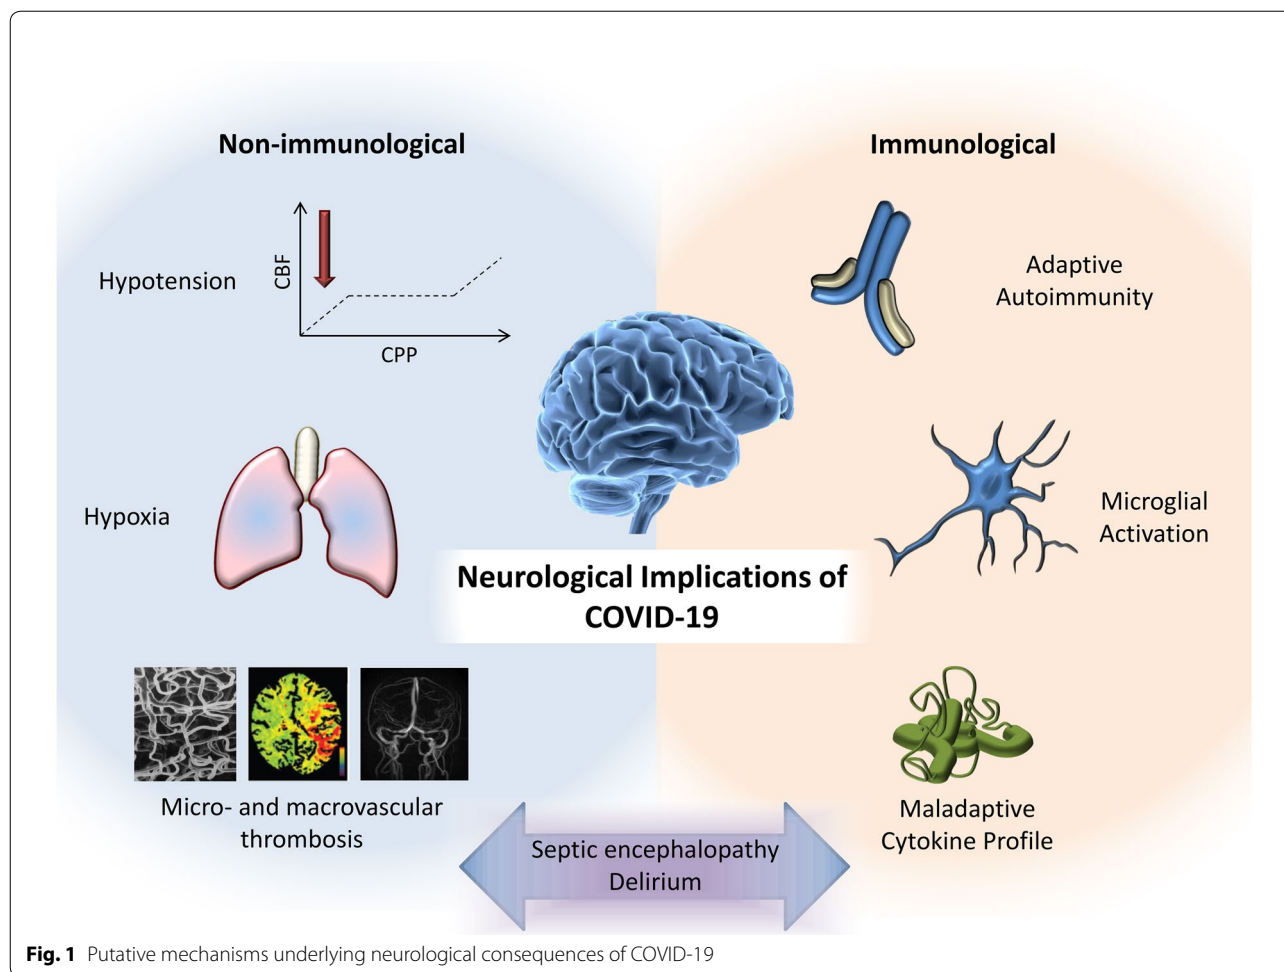 Non-immunological
Immunological
Hypotension
CBF
CPP
Adaptive
Autoimmunity
Hypoxia
Microglial
Activation
Neurological Implications of
COVID-19
Micro- and macrovascular
thrombosis
Maladaptive
Cytokine Profile
Septic encephalopathy
Delirium
Fig. 1 Putative mechanisms underlying neurological consequences of COVID-19